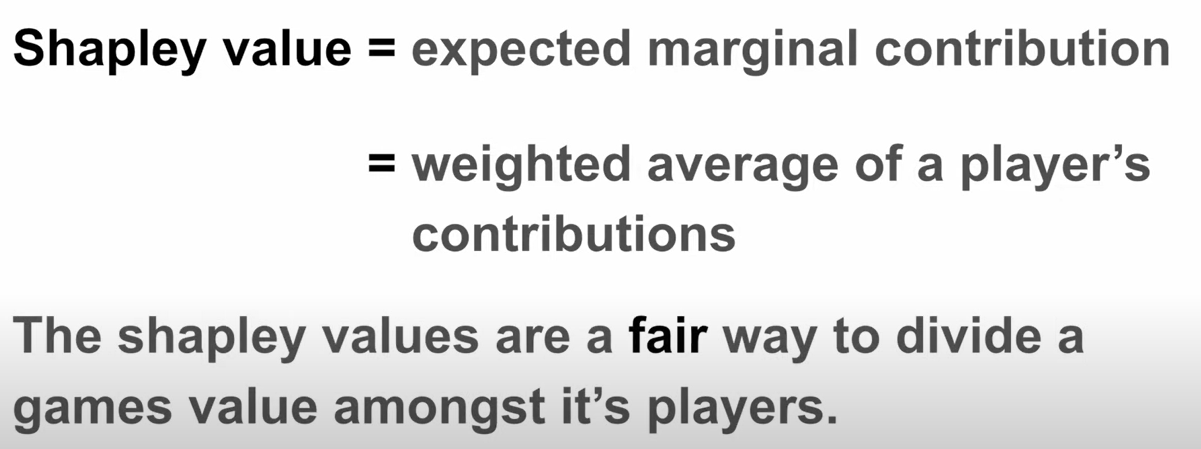 Shapley value = expected marginal contribution
= weighted average of a player’s
contributions
The shapley values are a fair way to divide a
games value amongst it’s players.